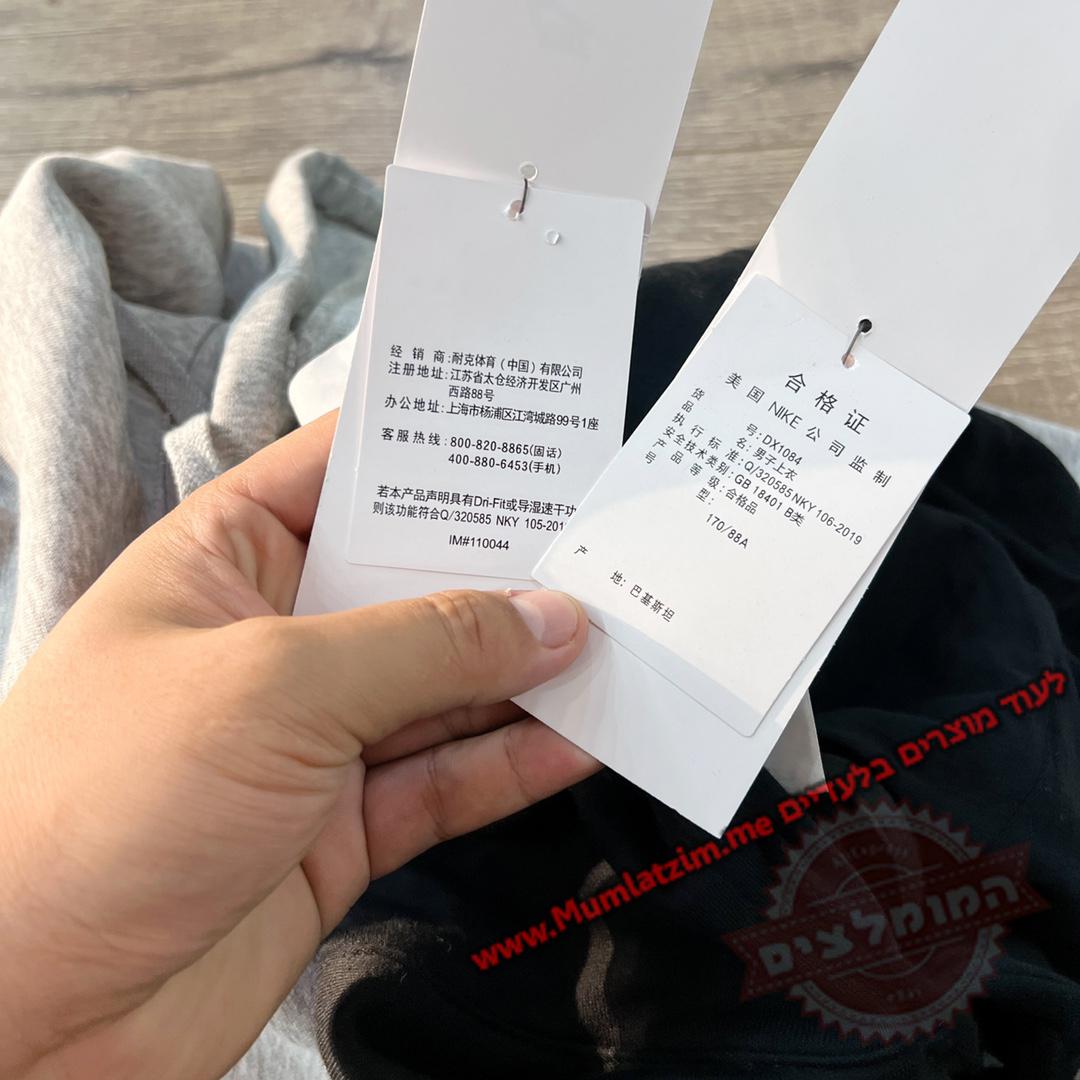 经 销 商:耐克体育(中国)有限公司
注册地址:江苏省太仓经济开发区广州
西路88号
办公地址:上海市杨浦区江湾城路99号1座
客服热线:800-820-8865(固话)
400-880-6453(手机)
若本产品声明具有Dri-Fit或导湿速干功
则该功能符合Q/320585 NKY 105-201
IM#110044
合格证
美国 NIKE 公司监制
货 号:DX1084
品 名:男子上衣
执行标准:Q/320585 NKY 106-2019
安全技术类别:GB 18401 B类
产品等级:合格品
号 型:
170/88A
产 地:巴基斯坦
www.Mumlatzim.me לעוד מוצרים בלעדיים
המומלצים
ebay